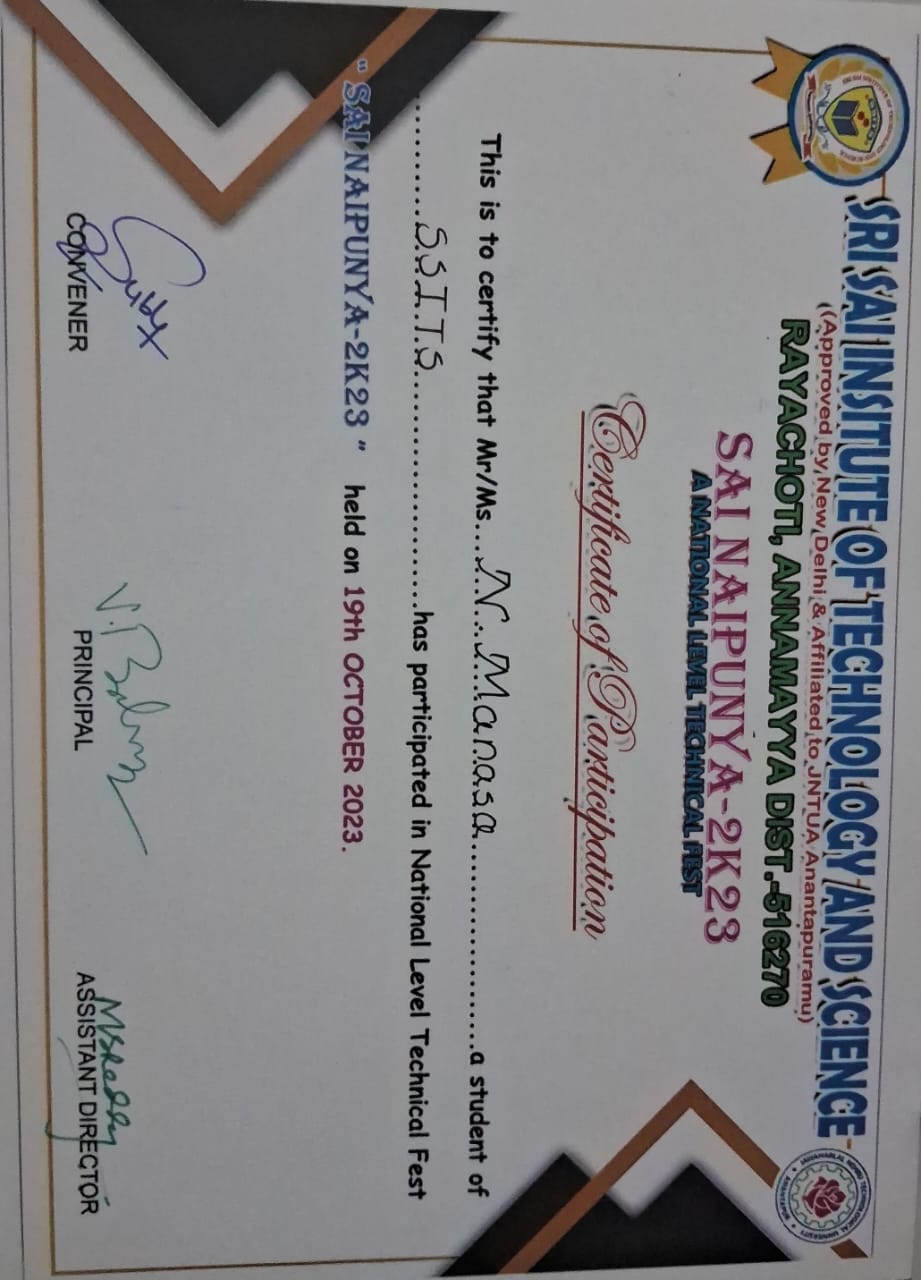 SRI SAI INSITUTE OF TECHNOLOGY AND SCIENCE
(Approved by New Delhi & Affiliated to JNTUA Anantapuramu)
RAYACHOTI, ANNAMAYYA DIST.-516270
SAI NAIPUNYA-2K23
A NATIONAL LEVEL TECHNICAL FEST
Certificate of Participation
This is to certify that Mr/Ms...N. Manasa....................a student of
...........SSITS.......................has participated in National Level Technical Fest
" SAI NAIPUNYA-2K23 " held on 19th OCTOBER 2023.
MSReddy
CONVENER PRINCIPAL ASSISTANT DIRECTOR